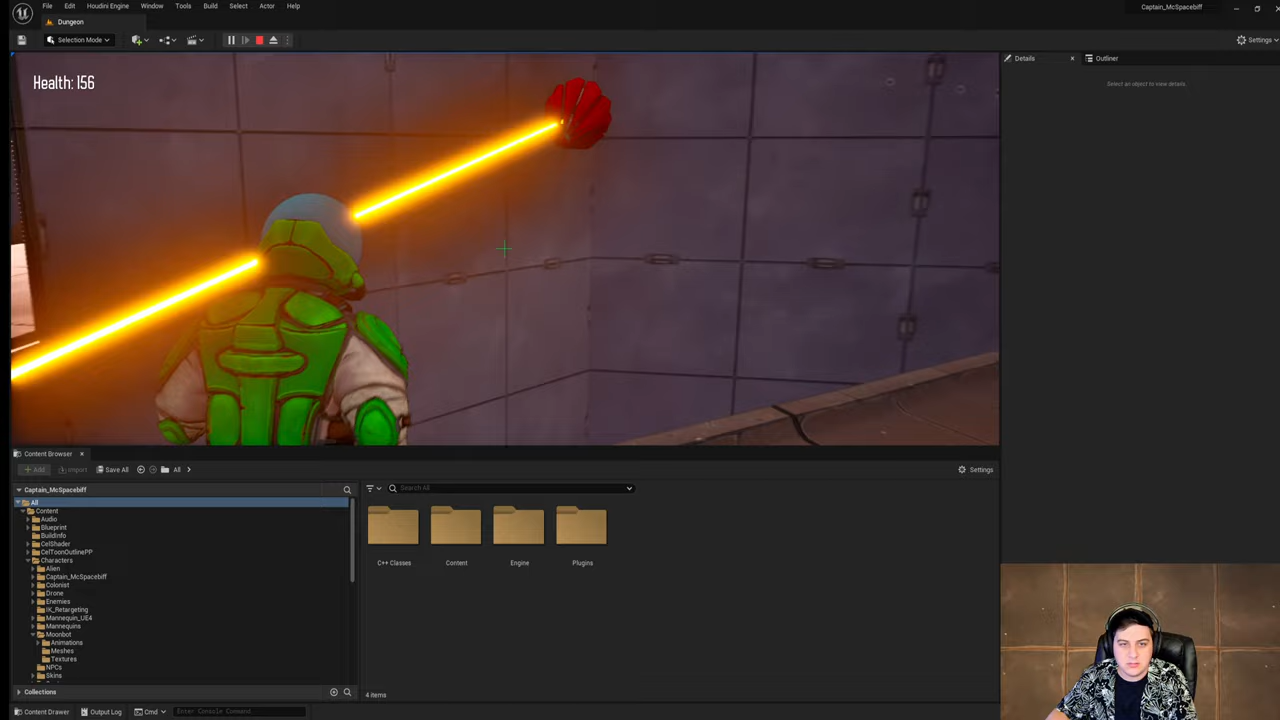 File Edit Window Tools Build Select Actor Help
Captain_McSpacebiff
Dungeon
Selection Mode
Settings
Health: 156
Details
Outliner
Select an object to view details.
Content Browser
Add
Import
Save All
All
Settings
Captain_McSpacebiff
Search All
All
Content
Audio
Blueprint
BuildInfo
CelShader
CelToonOutlinePP
Characters
Alien
Captain_McSpacebiff
Colonist
Drone
Enemies
IK_Retargeting
Mannequin_UE4
Mannequins
Moonbot
Animations
Meshes
Textures
NPCs
Skins
C++ Classes
Content
Engine
Plugins
Collections
4 items
Content Drawer
Output Log
Cmd
Enter Console Command